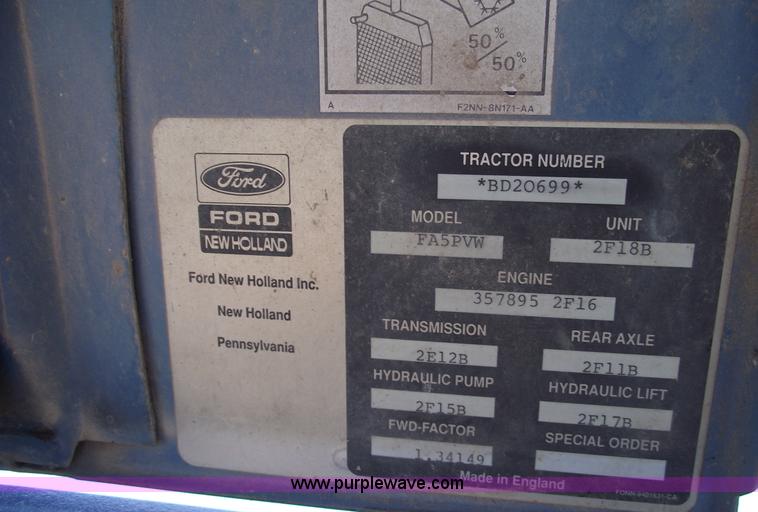 50%
50%
A
F2NN-8N171-AA
Ford
FORD
NEW HOLLAND
Ford New Holland Inc.
New Holland
Pennsylvania
TRACTOR NUMBER
*BD20699*
MODEL
UNIT
FA5PVW
2F18B
ENGINE
357895 2F16
TRANSMISSION
REAR AXLE
2E12B
2F11B
HYDRAULIC PUMP
HYDRAULIC LIFT
2F15B
2F17B
FWD-FACTOR
SPECIAL ORDER
1.34149
A
Made in England
www.purplewave.com